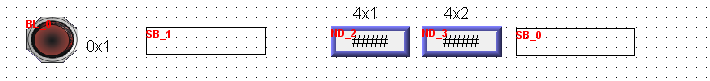 4x1 4x2
BL_0 SB_1 ND_2 ND_3 SB_0
0x1 #### ####